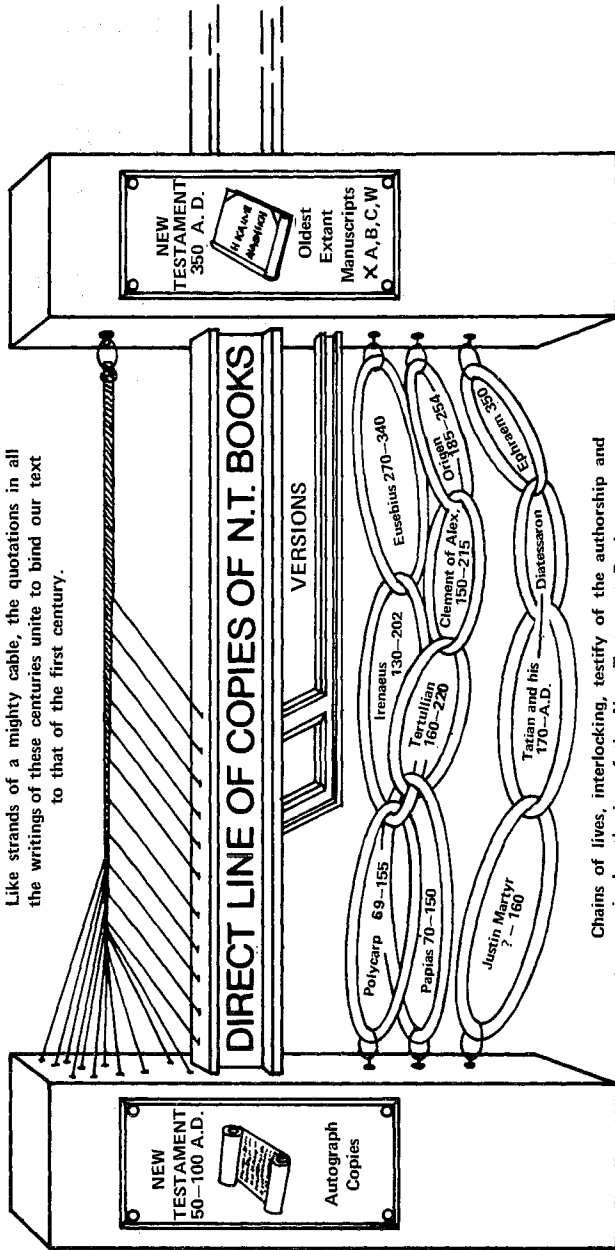 Like strands of a mighty cable, the quotations in all
the writings of these centuries unite to bind our text
to that of the first century.
NEW
TESTAMENT
50–100 A.D.
Autograph
Copies
DIRECT LINE OF COPIES OF N.T. BOOKS
VERSIONS
NEW
TESTAMENT
350 A. D.
Oldest
Extant
Manuscripts
X A, B, C, W
Polycarp 69–155
Irenaeus
130–202
Eusebius 270–340
Papias 70–150
Tertullian
160–220
Clement of Alex,
150–215
Origen
185–254
Justin Martyr
? – 160
Tatian and his — Diatessaron
170–A.D.
Ephraem 350
Chains of lives, interlocking, testify of the authorship and